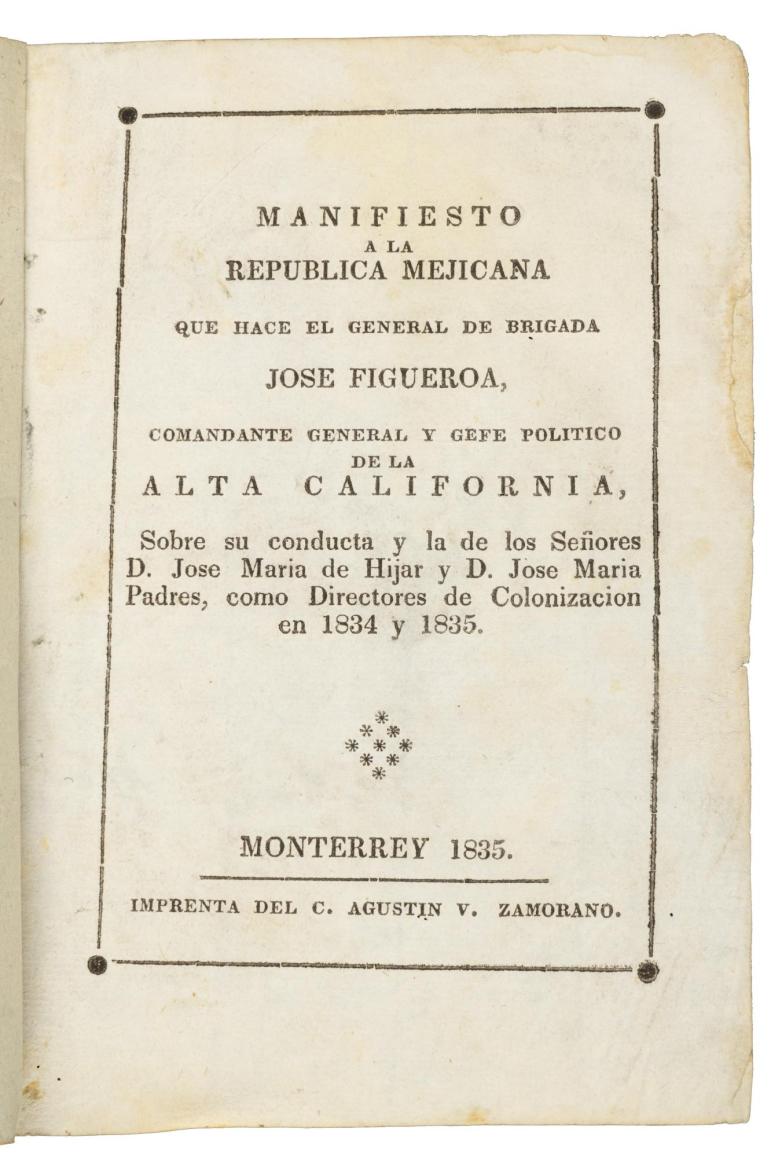 MANIFIESTO
A LA
REPUBLICA MEJICANA
QUE HACE EL GENERAL DE BRIGADA
JOSE FIGUEROA,
COMANDANTE GENERAL Y GEFE POLITICO
DE LA
ALTA CALIFORNIA,
Sobre su conducta y la de los Señores
D. Jose Maria de Hijar y D. Jose Maria
Padres, como Directores de Colonizacion
en 1834 y 1835.
MONTERREY 1835.
IMPRENTA DEL C. AGUSTIN V. ZAMORANO.